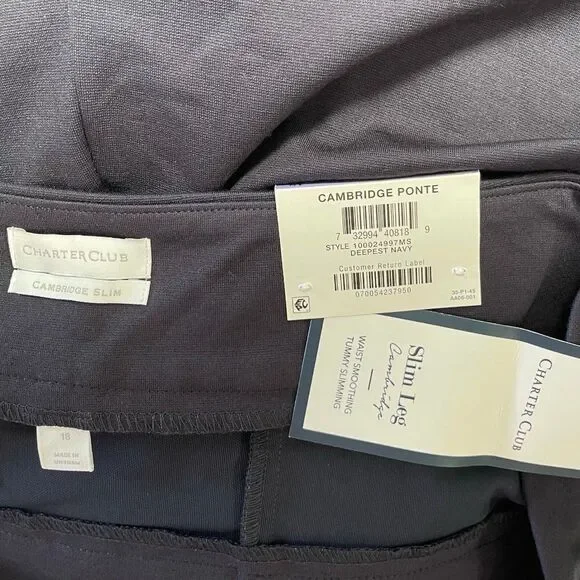 CHARTER CLUB
CAMBRIDGE SLIM
18
MADE IN
VIETNAM
CAMBRIDGE PONTE
7 32994 40818 9
STYLE 100024997MS
DEEPEST NAVY
Customer Return Label
070054237950
30-P1-45
AA06-001
Slim Leg
Cambridge
WAIST SMOOTHING
TUMMY SLIMMING
CHARTER CLUB